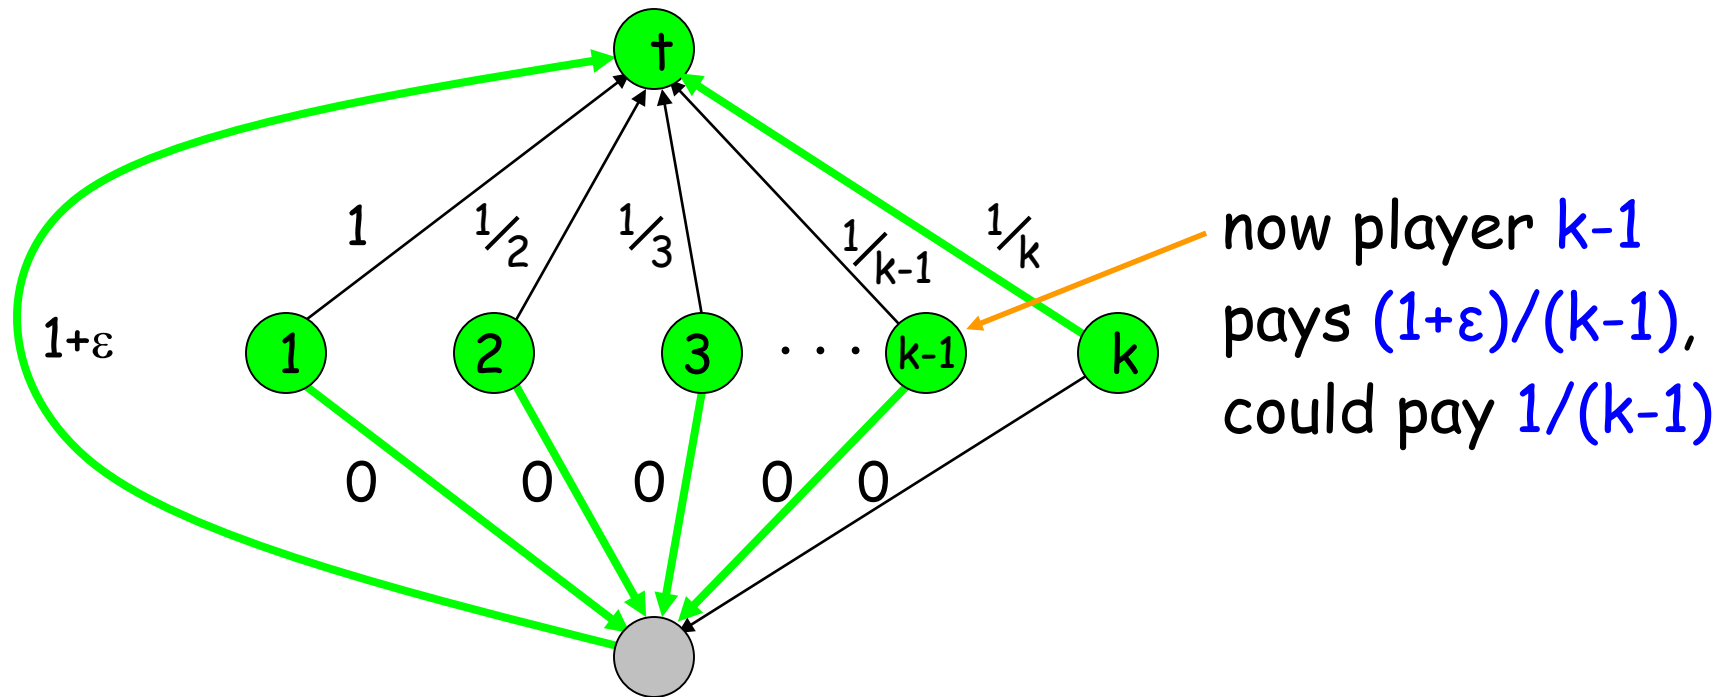 t
1
1/2
1/3
1/k-1
1/k
now player k-1
pays (1+ε)/(k-1),
could pay 1/(k-1)
1+ε
1
2
3
. . .
k-1
k
0
0
0
0
0